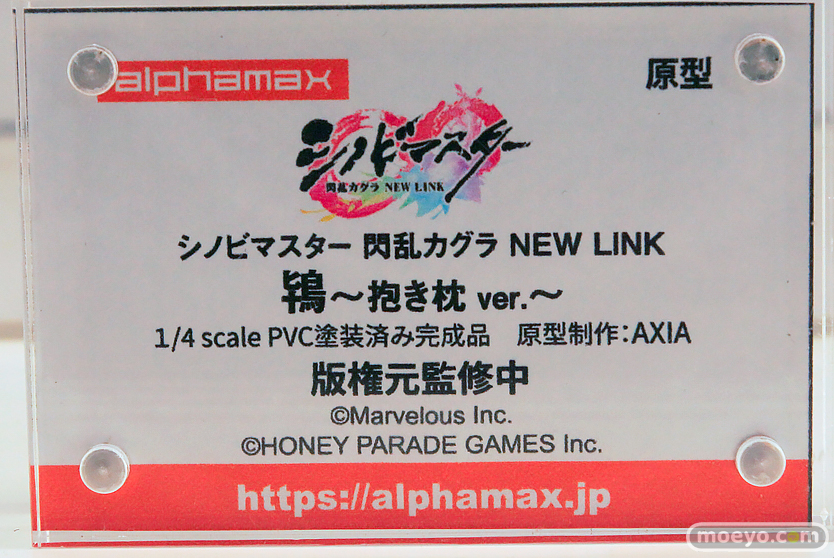 alphamax
原型
シノビマスター
閃乱カグラ NEW LINK
シノビマスター 閃乱カグラ NEW LINK
鴇～抱き枕 ver.～
1/4 scale PVC塗装済み完成品　原型制作：AXIA
版権元監修中
©Marvelous Inc.
©HONEY PARADE GAMES Inc.
https://alphamax.jp
moeyo.com